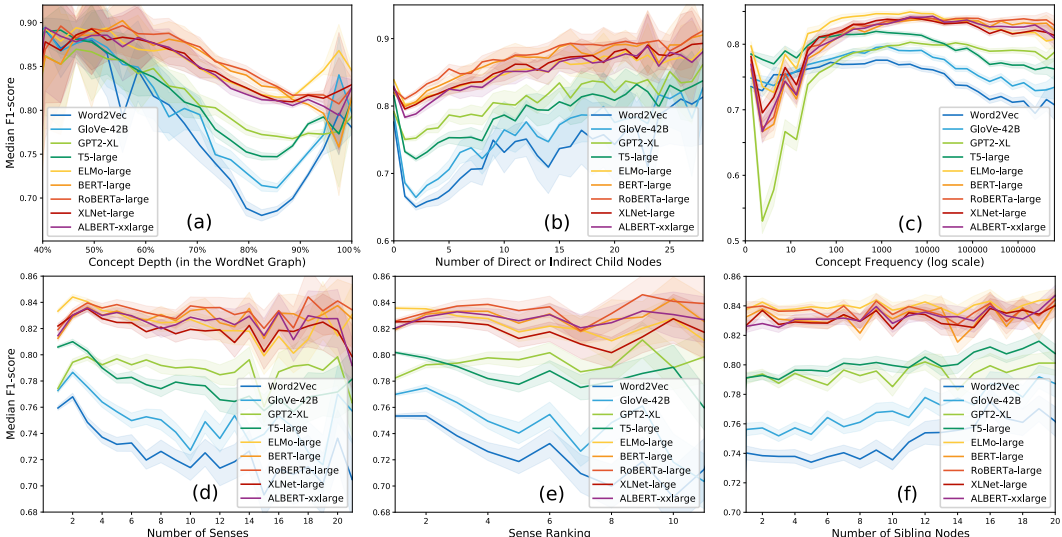 Median F1-score
0.90
0.85
0.80
0.75
0.70
Word2Vec
GloVe-42B
GPT2-XL
T5-large
ELMo-large
BERT-large
RoBERTa-large
XLNet-large
ALBERT-xxlarge
(a)
40% 50% 60% 70% 80% 90% 100%
Concept Depth (in the WordNet Graph)
0.9
0.8
0.7
0.6
Word2Vec
GloVe-42B
GPT2-XL
T5-large
ELMo-large
BERT-large
RoBERTa-large
XLNet-large
ALBERT-xxlarge
(b)
0 5 10 15 20 25
Number of Direct or Indirect Child Nodes
0.8
0.7
0.6
0.5
Word2Vec
GloVe-42B
GPT2-XL
T5-large
ELMo-large
BERT-large
RoBERTa-large
XLNet-large
ALBERT-xxlarge
(c)
0 1 10 100 1000 10000 100000
Concept Frequency (log scale)
Median F1-score
0.86
0.84
0.82
0.80
0.78
0.76
0.74
0.72
0.70
0.68
Word2Vec
GloVe-42B
GPT2-XL
T5-large
ELMo-large
BERT-large
RoBERTa-large
XLNet-large
ALBERT-xxlarge
(d)
2 4 6 8 10 12 14 16 18 20
Number of Senses
0.86
0.84
0.82
0.80
0.78
0.76
0.74
0.72
0.70
0.68
Word2Vec
GloVe-42B
GPT2-XL
T5-large
ELMo-large
BERT-large
RoBERTa-large
XLNet-large
ALBERT-xxlarge
(e)
2 4 6 8 10
Sense Ranking
0.86
0.84
0.82
0.80
0.78
0.76
0.74
0.72
0.70
Word2Vec
GloVe-42B
GPT2-XL
T5-large
ELMo-large
BERT-large
RoBERTa-large
XLNet-large
ALBERT-xxlarge
(f)
2 4 6 8 10 12 14 16 18 20
Number of Sibling Nodes